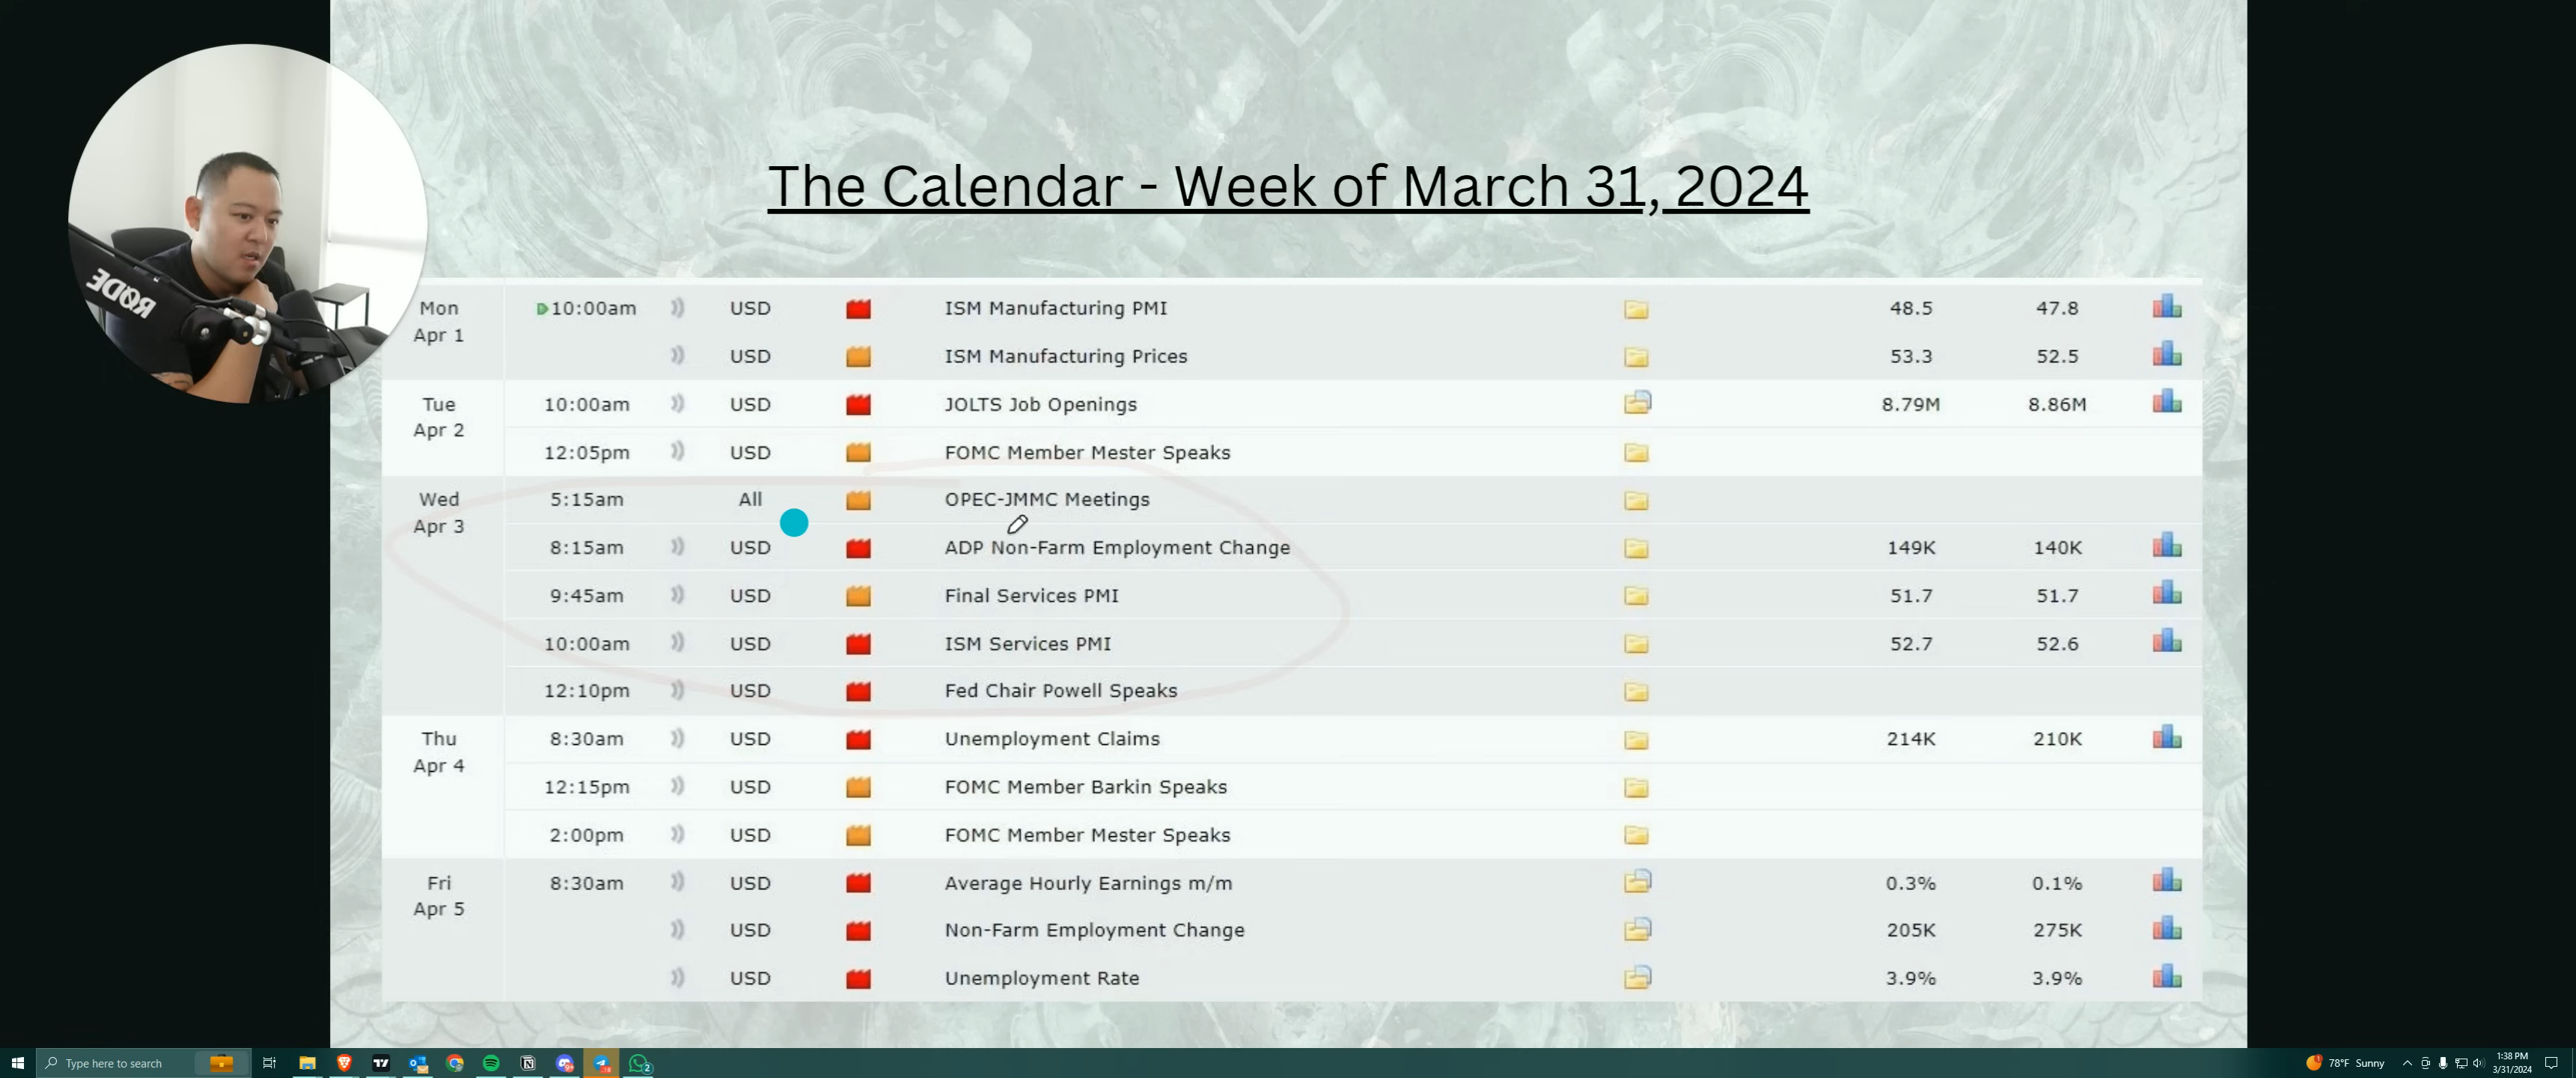 The Calendar - Week of March 31, 2024
RODE
Mon Apr 1 10:00am USD ISM Manufacturing PMI 48.5 47.8
USD ISM Manufacturing Prices 53.3 52.5
Tue Apr 2 10:00am USD JOLTS Job Openings 8.79M 8.86M
12:05pm USD FOMC Member Mester Speaks
Wed Apr 3 5:15am All OPEC-JMMC Meetings
8:15am USD ADP Non-Farm Employment Change 149K 140K
9:45am USD Final Services PMI 51.7 51.7
10:00am USD ISM Services PMI 52.7 52.6
12:10pm USD Fed Chair Powell Speaks
Thu Apr 4 8:30am USD Unemployment Claims 214K 210K
12:15pm USD FOMC Member Barkin Speaks
2:00pm USD FOMC Member Mester Speaks
Fri Apr 5 8:30am USD Average Hourly Earnings m/m 0.3% 0.1%
USD Non-Farm Employment Change 205K 275K
USD Unemployment Rate 3.9% 3.9%
Type here to search
78°F Sunny
1:38 PM
3/31/2024